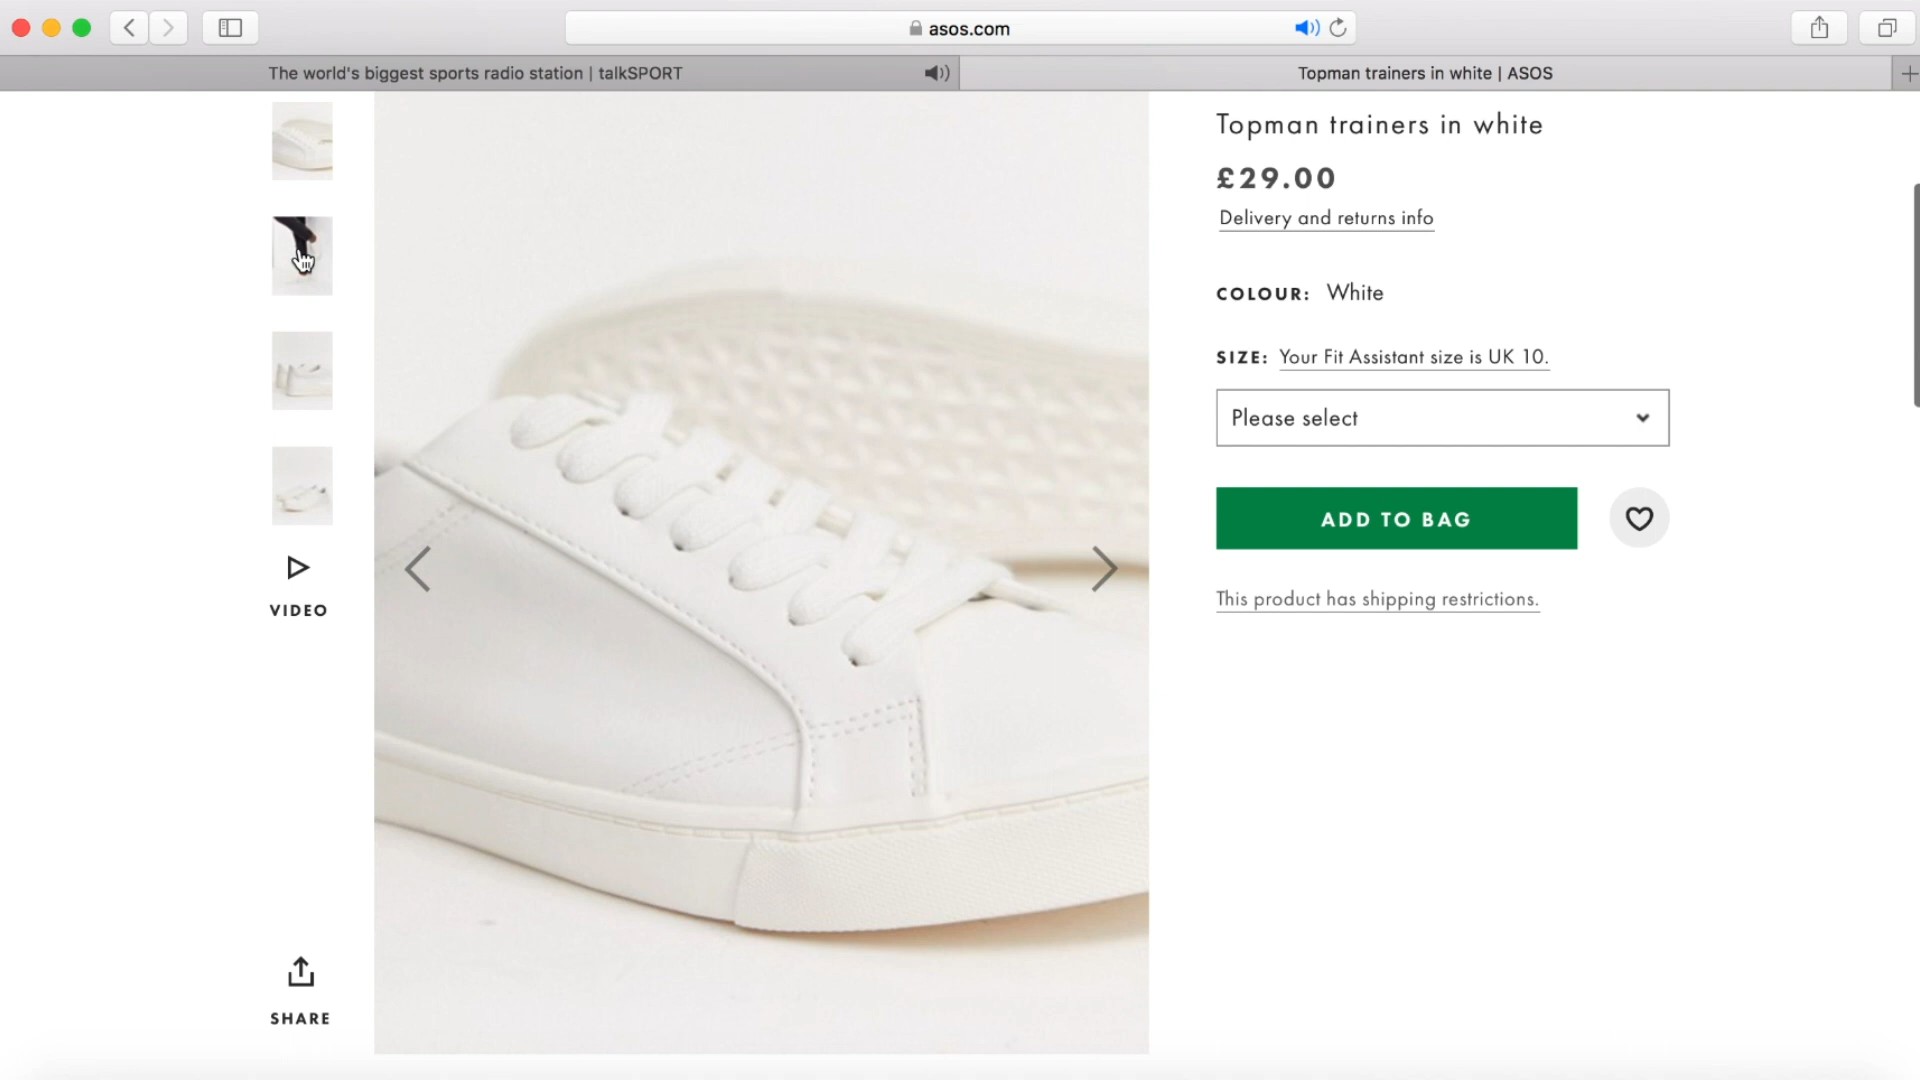 asos.com
The world's biggest sports radio station | talkSPORT
Topman trainers in white | ASOS
Topman trainers in white
£29.00
Delivery and returns info
COLOUR: White
SIZE: Your Fit Assistant size is UK 10.
Please select
ADD TO BAG
This product has shipping restrictions.
VIDEO
SHARE